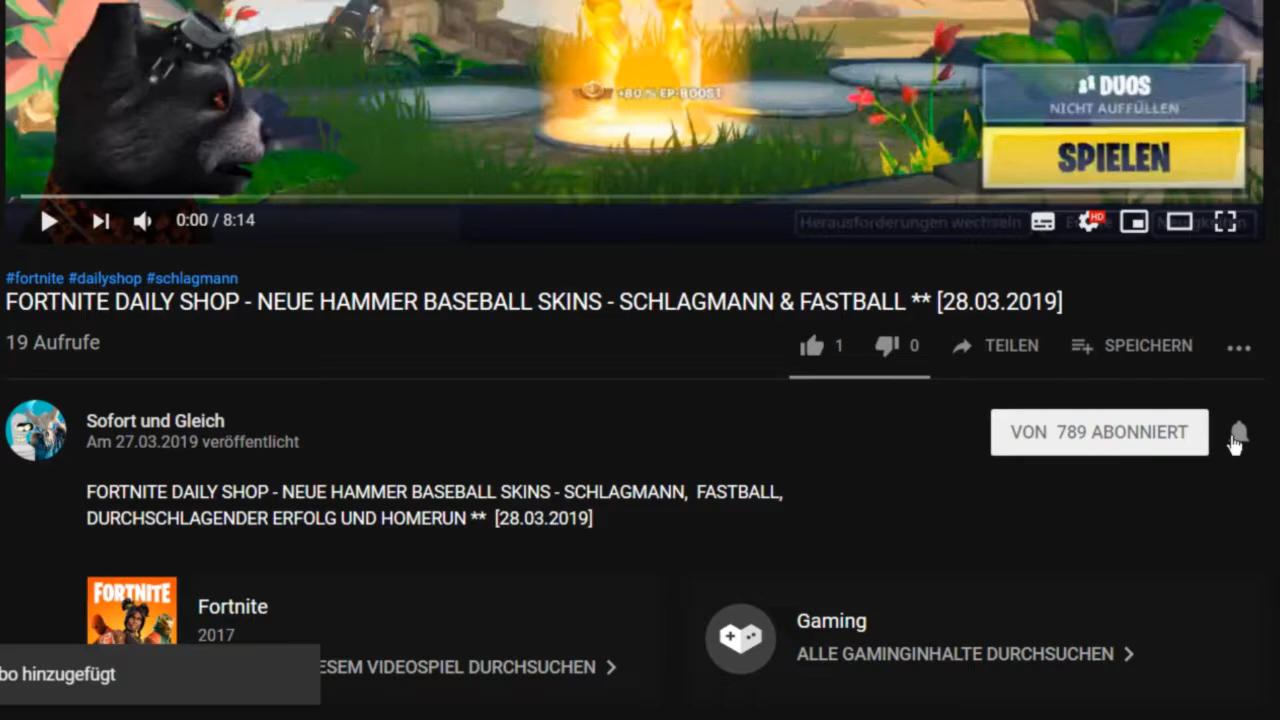 +80 % EP-BOOST
DUOS
NICHT AUFFÜLLEN
SPIELEN
0:00 / 8:14
Herausforderungen wechseln
HD
#fortnite #dailyshop #schlagmann
FORTNITE DAILY SHOP - NEUE HAMMER BASEBALL SKINS - SCHLAGMANN & FASTBALL ** [28.03.2019]
19 Aufrufe
1 0 TEILEN SPEICHERN
Sofort und Gleich
Am 27.03.2019 veröffentlicht
VON 789 ABONNIERT
FORTNITE DAILY SHOP - NEUE HAMMER BASEBALL SKINS - SCHLAGMANN, FASTBALL,
DURCHSCHLAGENDER ERFOLG UND HOMERUN ** [28.03.2019]
FORTNITE
Fortnite
2017
ESEM VIDEOSPIEL DURCHSUCHEN
Gaming
ALLE GAMINGINHALTE DURCHSUCHEN
bo hinzugefügt